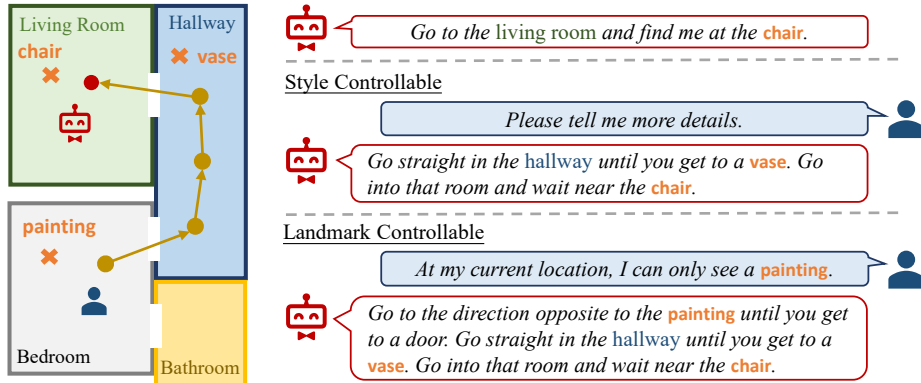 Living Room
chair
Hallway
vase
painting
Bedroom
Bathroom
Go to the living room and find me at the chair.
Style Controllable
Please tell me more details.
Go straight in the hallway until you get to a vase. Go
into that room and wait near the chair.
Landmark Controllable
At my current location, I can only see a painting.
Go to the direction opposite to the painting until you get
to a door. Go straight in the hallway until you get to a
vase. Go into that room and wait near the chair.